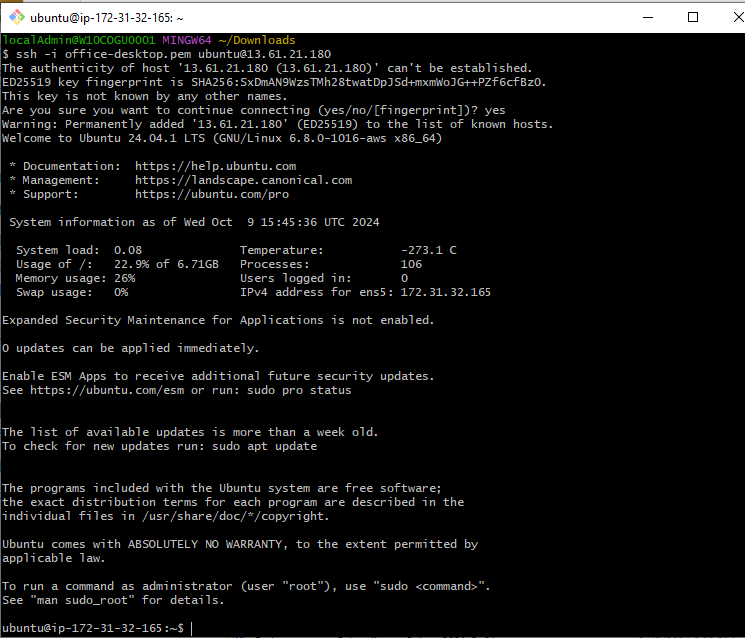 ubuntu@ip-172-31-32-165: ~
localAdmin@W10COGU0001 MINGW64 ~/Downloads
$ ssh -i office-desktop.pem ubuntu@13.61.21.180
The authenticity of host '13.61.21.180 (13.61.21.180)' can't be established.
ED25519 key fingerprint is SHA256:SxDmAN9WzsTMh28twatDpJSd+mxmWoJG++PZf6cfBzO.
This key is not known by any other names.
Are you sure you want to continue connecting (yes/no/[fingerprint])? yes
Warning: Permanently added '13.61.21.180' (ED25519) to the list of known hosts.
Welcome to Ubuntu 24.04.1 LTS (GNU/Linux 6.8.0-1016-aws x86_64)
* Documentation: https://help.ubuntu.com
* Management: https://landscape.canonical.com
* Support: https://ubuntu.com/pro
System information as of Wed Oct 9 15:45:36 UTC 2024
System load: 0.08 Temperature: -273.1 C
Usage of /: 22.9% of 6.71GB Processes: 106
Memory usage: 26% Users logged in: 0
Swap usage: 0% IPv4 address for ens5: 172.31.32.165
Expanded Security Maintenance for Applications is not enabled.
0 updates can be applied immediately.
Enable ESM Apps to receive additional future security updates.
See https://ubuntu.com/esm or run: sudo pro status
The list of available updates is more than a week old.
To check for new updates run: sudo apt update
The programs included with the Ubuntu system are free software;
the exact distribution terms for each program are described in the
individual files in /usr/share/doc/*/copyright.
Ubuntu comes with ABSOLUTELY NO WARRANTY, to the extent permitted by
applicable law.
To run a command as administrator (user "root"), use "sudo <command>".
See "man sudo_root" for details.
ubuntu@ip-172-31-32-165:~$